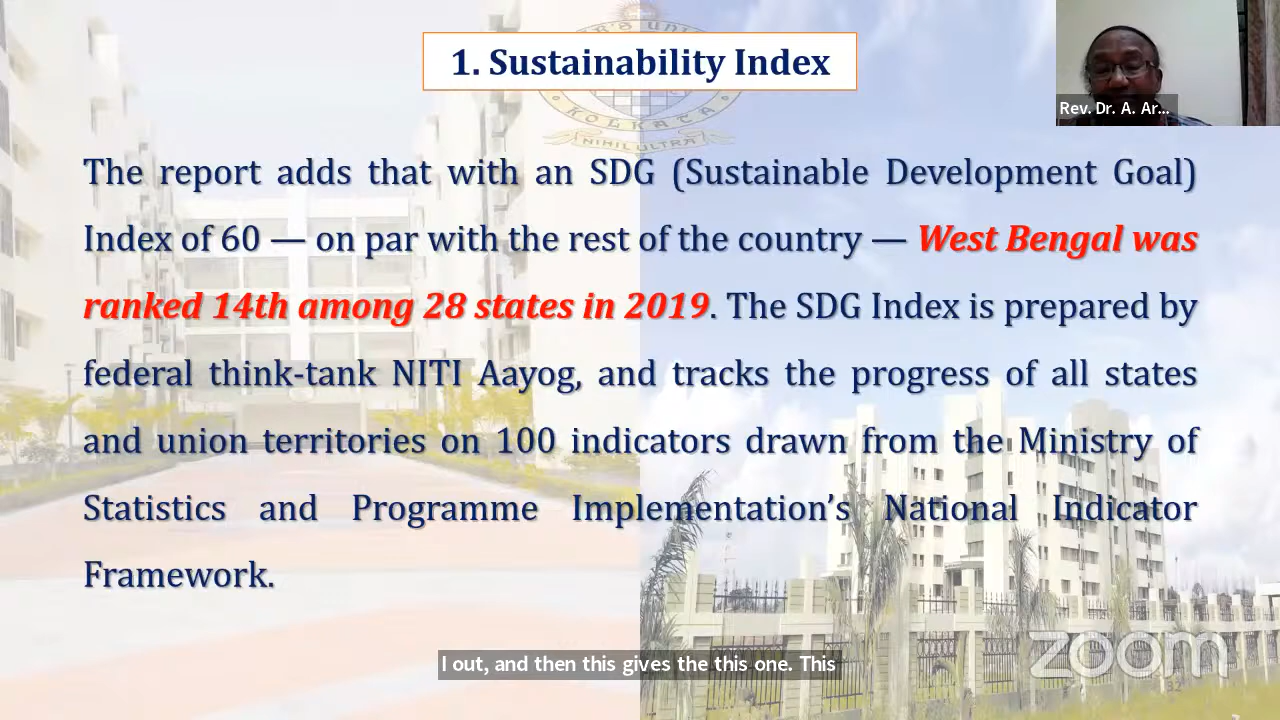 1. Sustainability Index
Rev. Dr. A. Ar...
KOLKATA
NIHIL ULTRA
The report adds that with an SDG (Sustainable Development Goal)
Index of 60 — on par with the rest of the country — West Bengal was
ranked 14th among 28 states in 2019. The SDG Index is prepared by
federal think-tank NITI Aayog, and tracks the progress of all states
and union territories on 100 indicators drawn from the Ministry of
Statistics and Programme Implementation’s National Indicator
Framework.
I out, and then this gives the this one. This
zoom
32